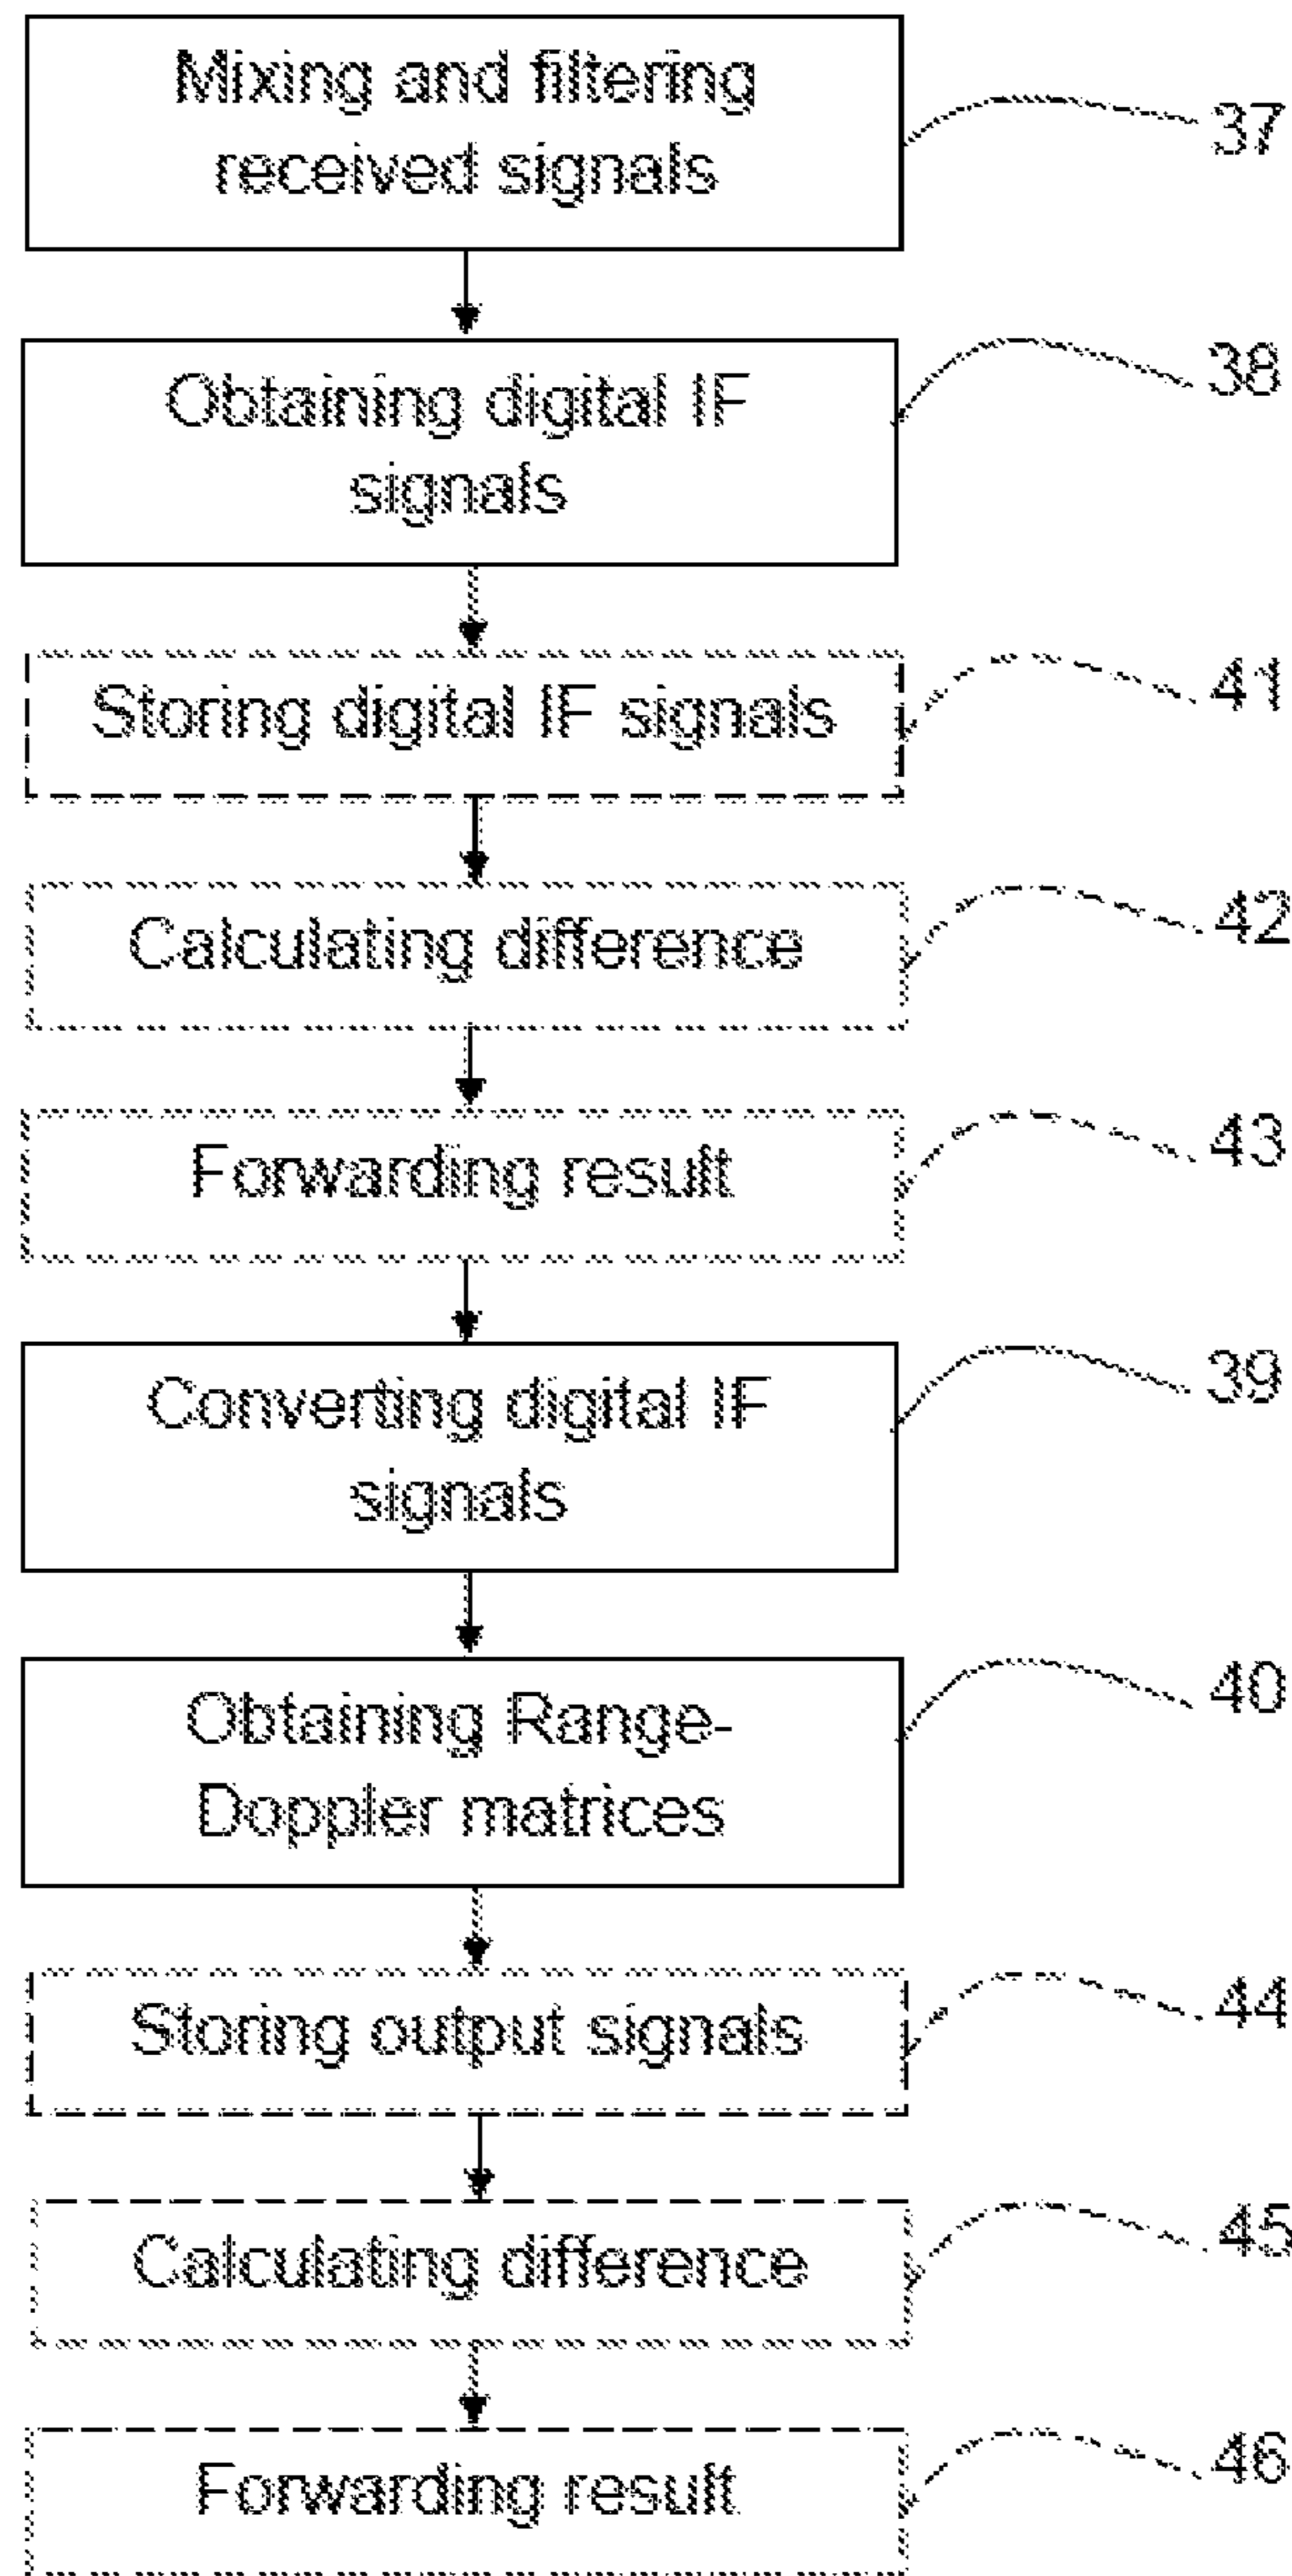 Mixing and filtering
received signals
37
Obtaining digital IF
signals
38
Storing digital IF signals
41
Calculating difference
42
Forwarding result
43
Converting digital IF
signals
39
Obtaining Range-
Doppler matrices
40
Storing output signals
44
Calculating difference
45
Forwarding result
46